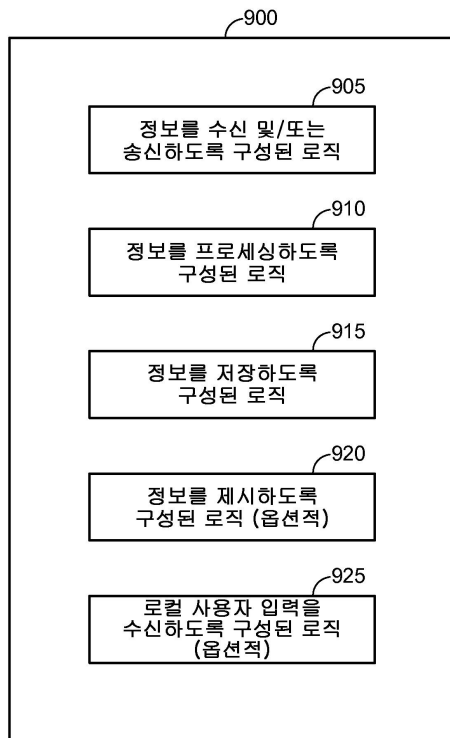 900
905
정보를 수신 및/또는
송신하도록 구성된 로직
910
정보를 프로세싱하도록
구성된 로직
915
정보를 저장하도록
구성된 로직
920
정보를 제시하도록
구성된 로직 (옵션적)
925
로컬 사용자 입력을
수신하도록 구성된 로직
(옵션적)